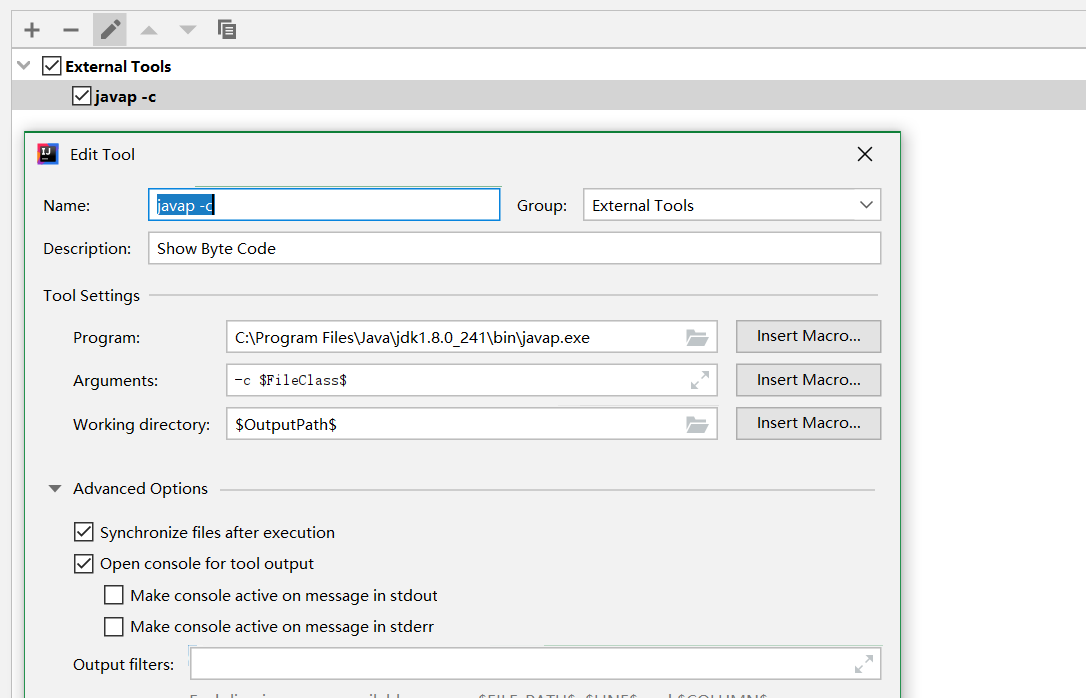 External Tools
javap -c
Edit Tool
Name: javap -c Group: External Tools
Description: Show Byte Code
Tool Settings
Program: C:\Program Files\Java\jdk1.8.0_241\bin\javap.exe Insert Macro...
Arguments: -c $FileClass$ Insert Macro...
Working directory: $OutputPath$ Insert Macro...
Advanced Options
Synchronize files after execution
Open console for tool output
Make console active on message in stdout
Make console active on message in stderr
Output filters: